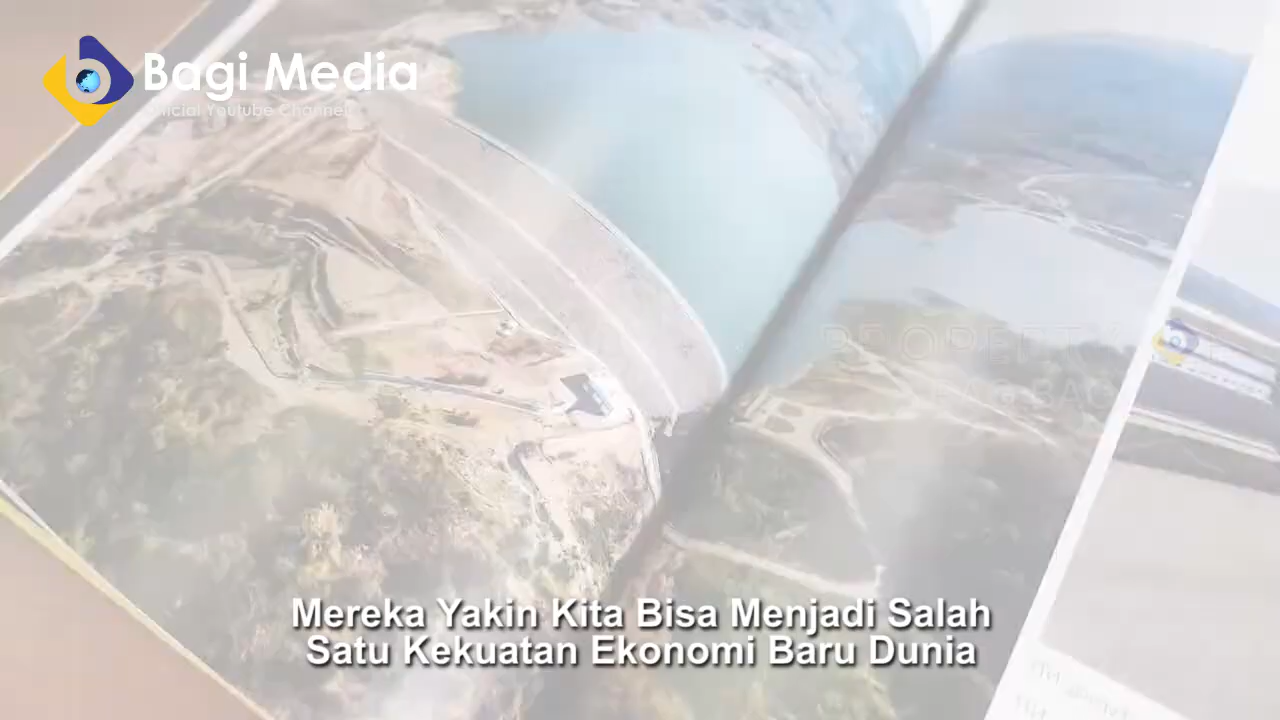 Bagi Media
Official Youtube Channel
Mereka Yakin Kita Bisa Menjadi Salah
Satu Kekuatan Ekonomi Baru Dunia